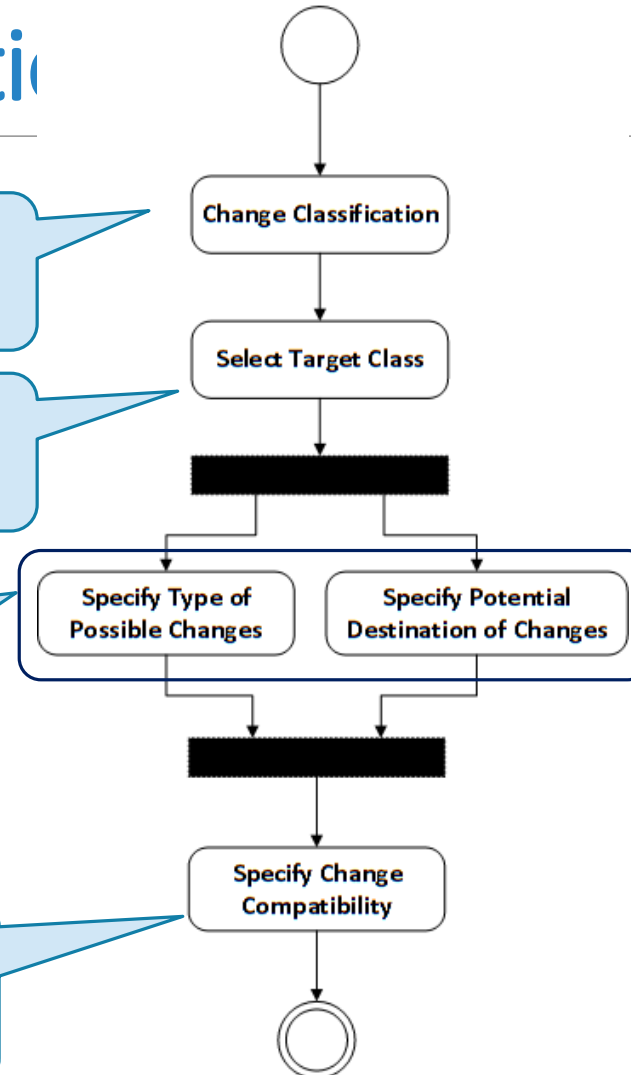 Change Classification
Select Target Class
Specify Type of
Possible Changes
Specify Potential
Destination of Changes
Specify Change
Compatibility